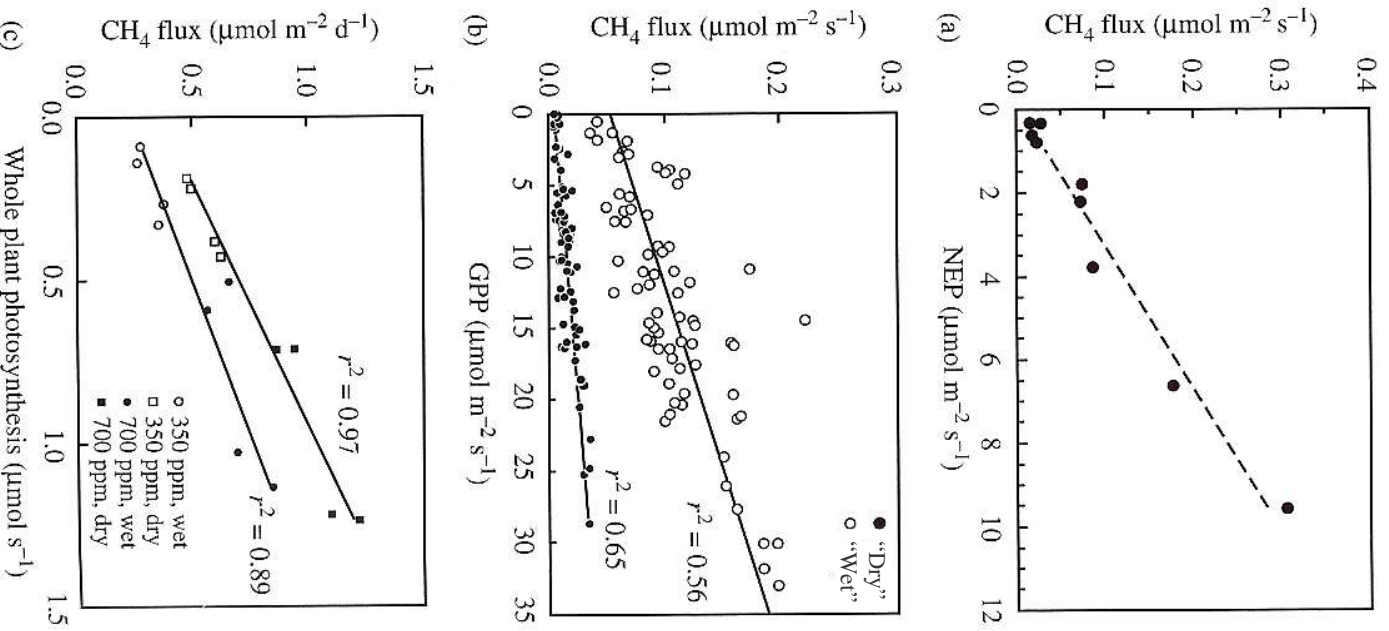 (a)
CH₄ flux (µmol m⁻² s⁻¹)
0.4
0.3
0.2
0.1
0.0
0 2 4 6 8 10 12
NEP (µmol m⁻² s⁻¹)
(b)
CH₄ flux (µmol m⁻² s⁻¹)
0.3
0.2
0.1
0.0
"Dry"
"Wet"
r² = 0.56
r² = 0.65
0 5 10 15 20 25 30 35
GPP (µmol m⁻² s⁻¹)
(c)
CH₄ flux (µmol m⁻² d⁻¹)
1.5
1.0
0.5
0.0
r² = 0.97
r² = 0.89
350 ppm, wet
350 ppm, dry
700 ppm, wet
700 ppm, dry
0.0 0.5 1.0 1.5
Whole plant photosynthesis (µmol s⁻¹)